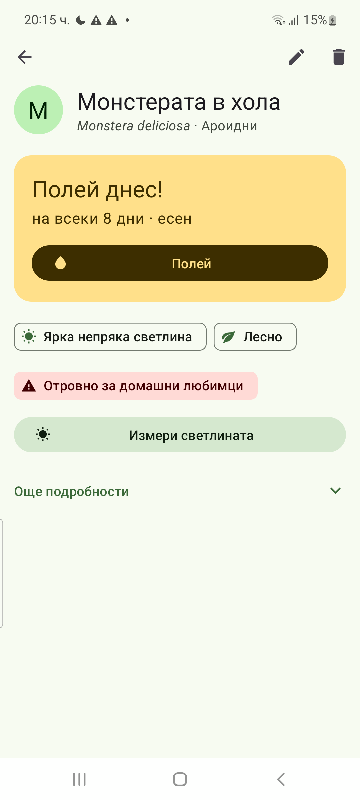 20:15 ч.
15%
М
Монстерата в хола
Monstera deliciosa · Ароидни
Полей днес!
на всеки 8 дни · есен
Полей
Ярка непряка светлина
Лесно
Отровно за домашни любимци
Измери светлината
Още подробности